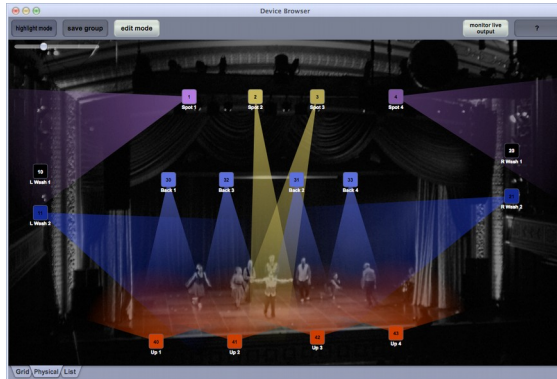 Device Browser
highlight mode
save group
edit mode
monitor live
output
?
1
Spot 1
2
Spot 2
3
Spot 3
4
Spot 4
10
L Wash 1
20
R Wash 1
30
Back 1
32
Back 3
31
Back 2
33
Back 4
L Wash 2
21
R Wash 2
40
Up 1
41
Up 2
42
Up 3
43
Up 4
Grid
Physical
List